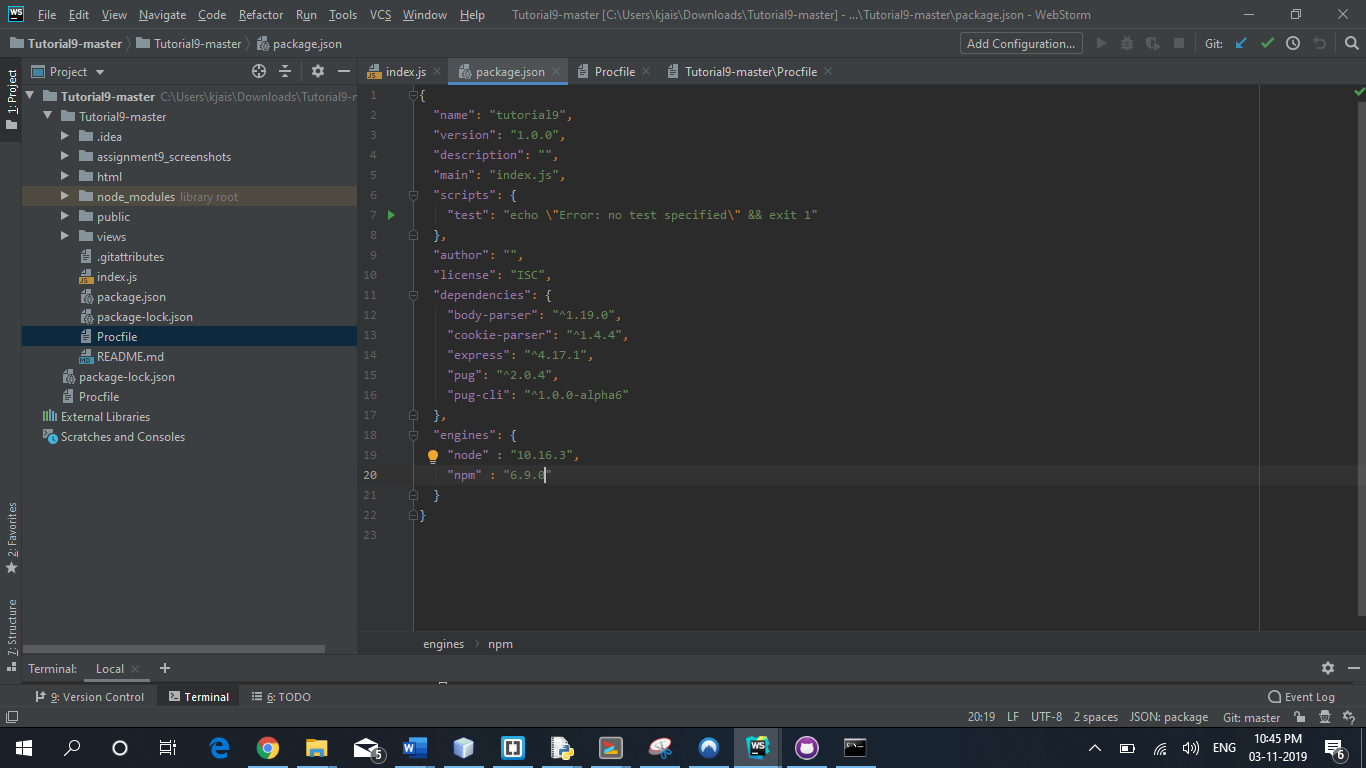 WS File Edit View Navigate Code Refactor Run Tools VCS Window Help Tutorial9-master [C:\Users\kjais\Downloads\Tutorial9-master] - ...\Tutorial9-master\package.json - WebStorm
Tutorial9-master Tutorial9-master package.json Add Configuration... Git:
1: Project
Project
index.js package.json Procfile Tutorial9-master\Procfile
Tutorial9-master C:\Users\kjais\Downloads\Tutorial9-r
Tutorial9-master
.idea
assignment9_screenshots
html
node_modules library root
public
views
.gitattributes
index.js
package.json
package-lock.json
Procfile
README.md
package-lock.json
Procfile
External Libraries
Scratches and Consoles
1 {
2 "name": "tutorial9",
3 "version": "1.0.0",
4 "description": "",
5 "main": "index.js",
6 "scripts": {
7 "test": "echo \"Error: no test specified\" && exit 1"
8 },
9 "author": "",
10 "license": "ISC",
11 "dependencies": {
12 "body-parser": "^1.19.0",
13 "cookie-parser": "^1.4.4",
14 "express": "^4.17.1",
15 "pug": "^2.0.4",
16 "pug-cli": "^1.0.0-alpha6"
17 },
18 "engines": {
19 "node" : "10.16.3",
20 "npm" : "6.9.0"
21 }
22 }
23
2: Favorites
7: Structure
engines npm
Terminal: Local +
9: Version Control Terminal 6: TODO Event Log
20:19 LF UTF-8 2 spaces JSON: package Git: master
5 WS ENG 10:45 PM
03-11-2019 6